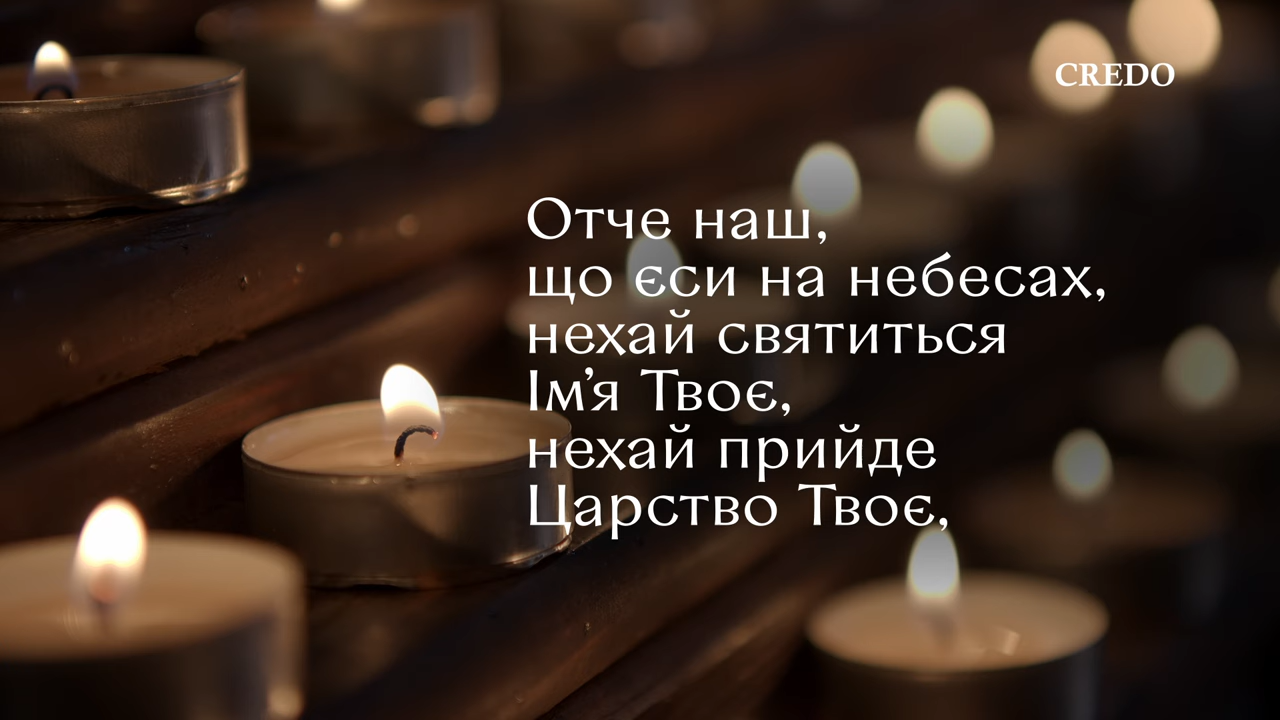 CREDO
Отче наш,
що єси на небесах,
нехай святиться
Ім’я Твоє,
нехай прийде
Царство Твоє,